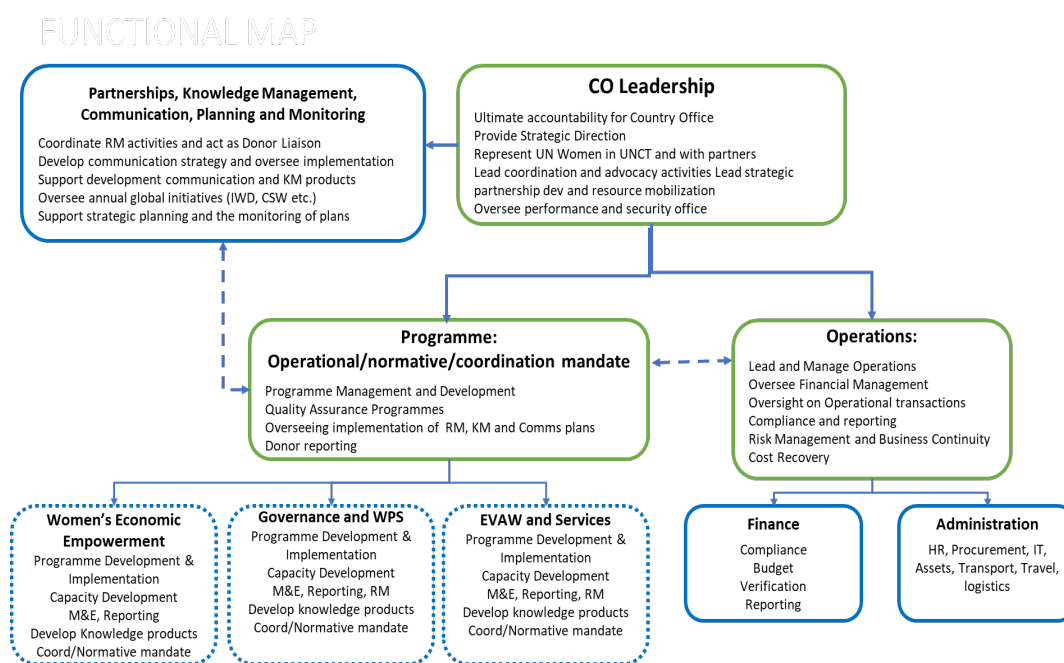 FUNCTIONAL MAP
Partnerships, Knowledge Management,
Communication, Planning and Monitoring
Coordinate RM activities and act as Donor Liaison
Develop communication strategy and oversee implementation
Support development communication and KM products
Oversee annual global initiatives (IWD, CSW etc.)
Support strategic planning and the monitoring of plans
CO Leadership
Ultimate accountability for Country Office
Provide Strategic Direction
Represent UN Women in UNCT and with partners
Lead coordination and advocacy activities Lead strategic
partnership dev and resource mobilization
Oversee performance and security office
Programme:
Operational/normative/coordination mandate
Programme Management and Development
Quality Assurance Programmes
Overseeing implementation of RM, KM and Comms plans
Donor reporting
Operations:
Lead and Manage Operations
Oversee Financial Management
Oversight on Operational transactions
Compliance and reporting
Risk Management and Business Continuity
Cost Recovery
Women's Economic
Empowerment
Programme Development &
Implementation
Capacity Development
M&E, Reporting
Develop Knowledge products
Coord/Normative mandate
Governance and WPS
Programme Development &
Implementation
Capacity Development
M&E, Reporting, RM
Develop knowledge products
Coord/Normative mandate
EVAW and Services
Programme Development &
Implementation
Capacity Development
M&E, Reporting, RM
Develop knowledge products
Coord/Normative mandate
Finance
Compliance
Budget
Verification
Reporting
Administration
HR, Procurement, IT,
Assets, Transport, Travel,
logistics